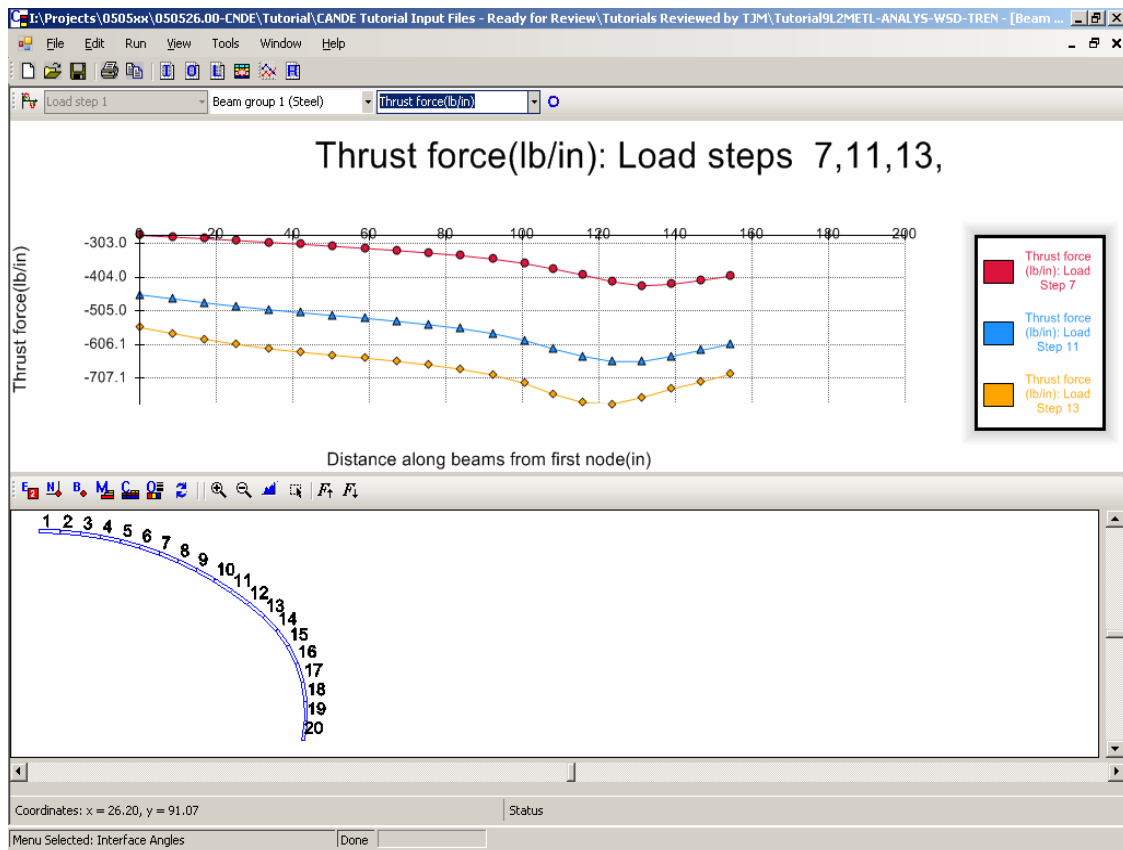 I:\Projects\0505xx\050526.00-CNDE\Tutorial\CANDE Tutorial Input Files - Ready for Review\Tutorials Reviewed by TJM\Tutorial9L2METL-ANALYS-WSD-TREN - [Beam ...
File Edit Run View Tools Window Help
Load step 1 Beam group 1 (Steel) Thrust force(lb/in)
Thrust force(lb/in): Load steps 7,11,13,
0 20 40 60 80 100 120 140 160 180 200
-303.0
-404.0
-505.0
-606.1
-707.1
Thrust force(lb/in)
Distance along beams from first node(in)
Thrust force
(lb/in): Load
Step 7
Thrust force
(lb/in): Load
Step 11
Thrust force
(lb/in): Load
Step 13
1 2 3 4 5 6 7 8 9 10 11 12 13 14 15 16 17 18 19 20
Coordinates: x = 26.20, y = 91.07 Status
Menu Selected: Interface Angles Done